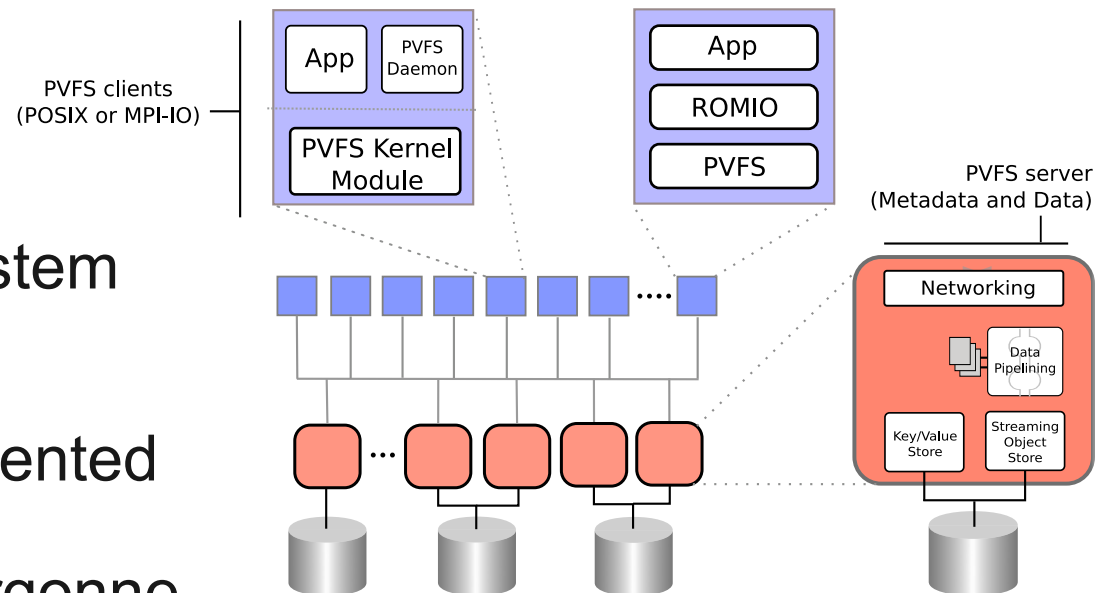 PVFS clients
(POSIX or MPI-IO)
App
PVFS
Daemon
PVFS Kernel
Module
App
ROMIO
PVFS
PVFS server
(Metadata and Data)
Networking
Data
Pipelining
Key/Value
Store
Streaming
Object
Store
stem
ented
rgonne